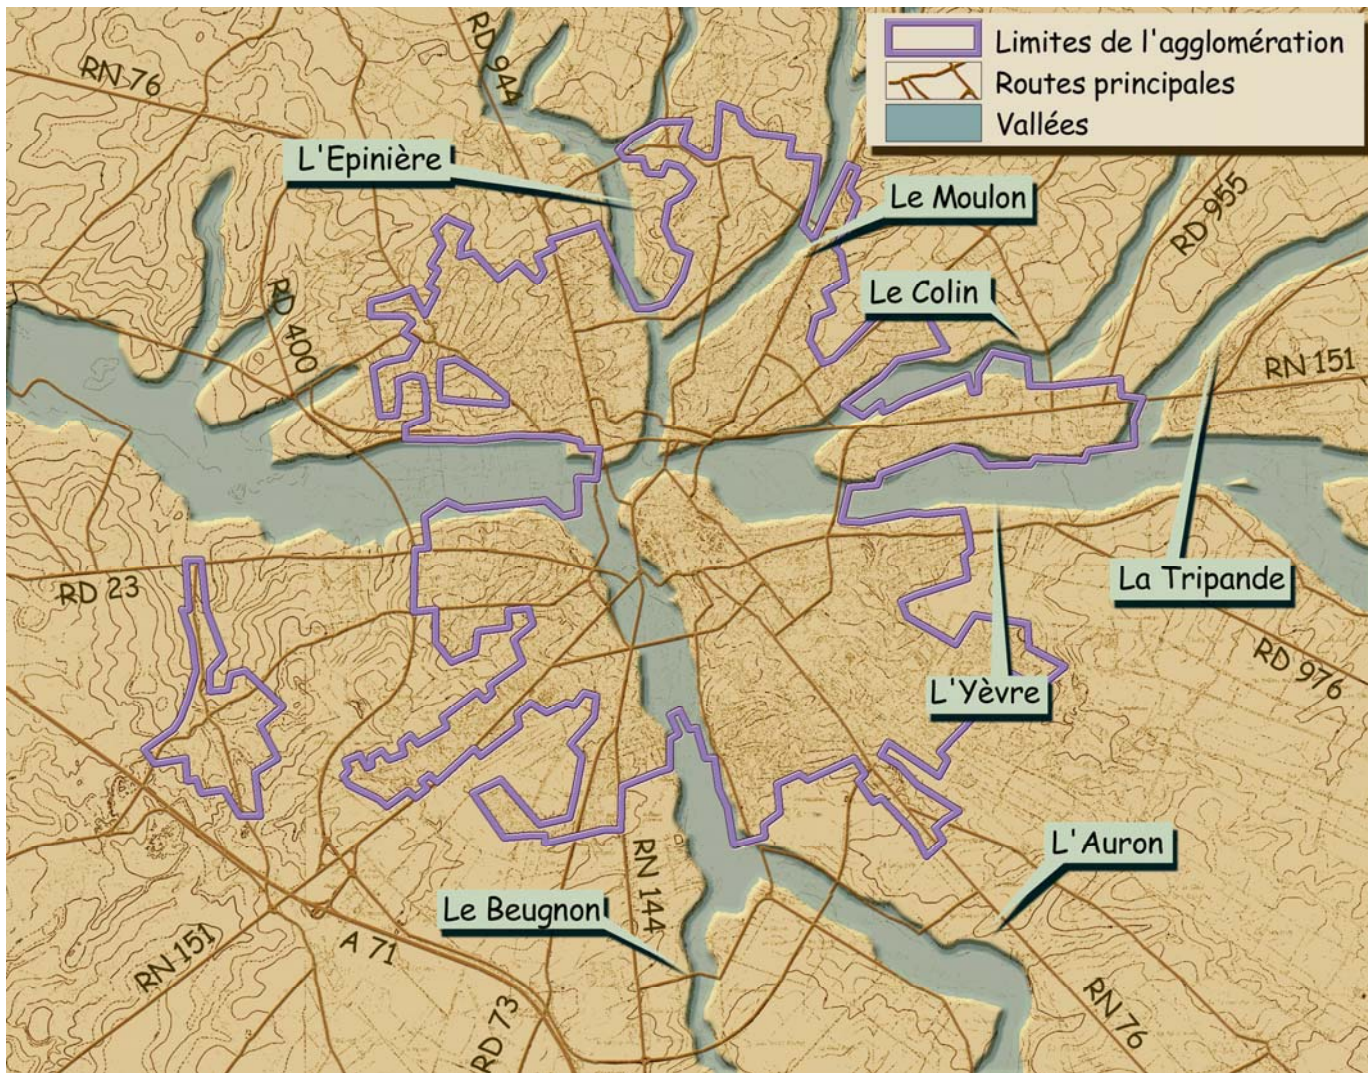 Limites de l'agglomération
Routes principales
Vallées
RN 76
RD 944
L'Epinière
Le Moulon
RD 955
Le Colin
RD 400
RN 151
La Tripande
RD 23
L'Yèvre
RD 976
L'Auron
Le Beugnon
RN 144
RN 151
A 71
RD 73
RN 76